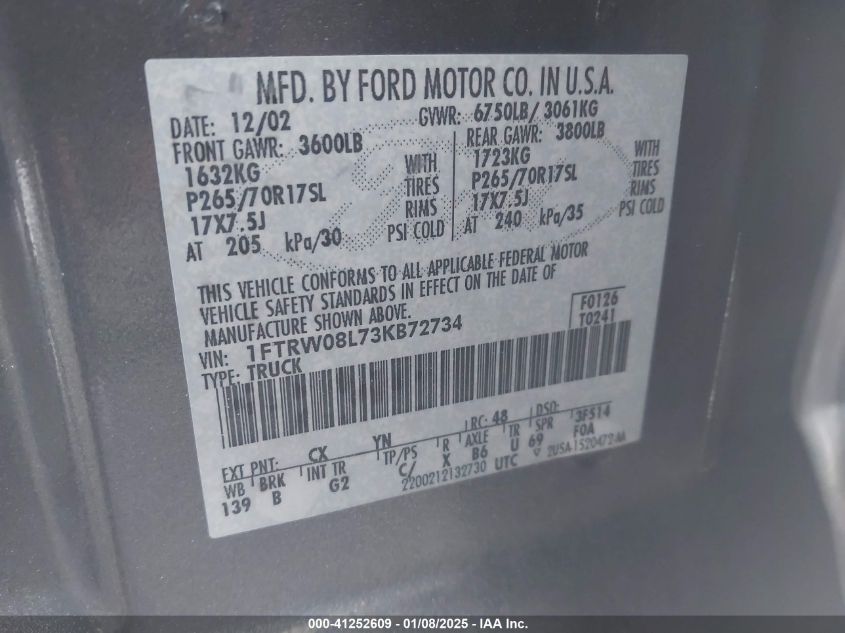 MFD. BY FORD MOTOR CO. IN U.S.A.
DATE: 12/02 GVWR: 6750LB/ 3061KG
FRONT GAWR: 3600LB REAR GAWR: 3800LB
1632KG WITH 1723KG WITH
P265/70R17SL TIRES P265/70R17SL TIRES
17X7.5J RIMS 17X7.5J RIMS
AT 205 kPa/30 PSI COLD AT 240 kPa/35 PSI COLD
THIS VEHICLE CONFORMS TO ALL APPLICABLE FEDERAL MOTOR
VEHICLE SAFETY STANDARDS IN EFFECT ON THE DATE OF
MANUFACTURE SHOWN ABOVE.
F0126
T0241
VIN: 1FTRW08L73KB72734
TYPE: TRUCK
EXT PNT: CX YN RC: 48 DSO: 3F514
WB BRK INT TR TP/PS R AXLE TR SPR F0A
139 B G2 C/ X B6 U 69
2200212132730 UTC ▽ 2USA-1520472-AA
000-41252609 - 01/08/2025 - IAA Inc.